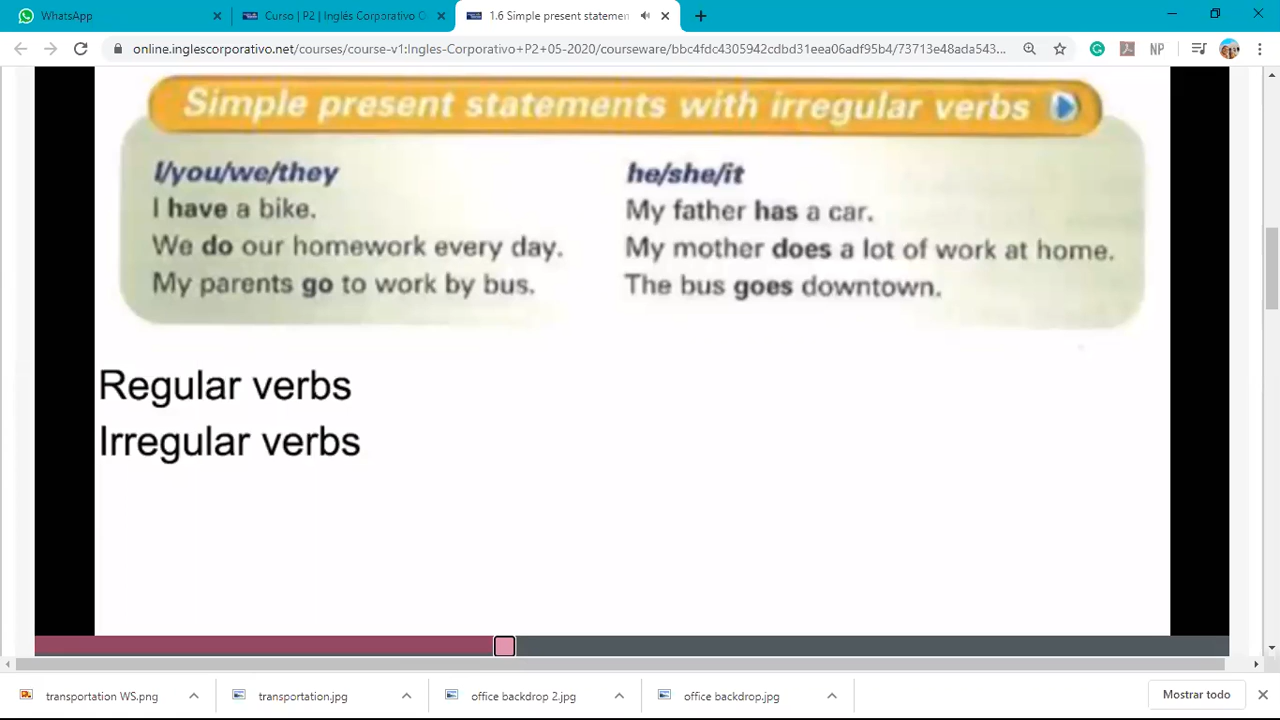 WhatsApp
Curso | P2 | Inglés Corporativo O
1.6 Simple present statemen
online.inglescorporativo.net/courses/course-v1:Ingles-Corporativo+P2+05-2020/courseware/bbc4fdc4305f42cdbd31eea06adf95b4/73713e48ada543...
NP
Simple present statements with irregular verbs
I/you/we/they
I have a bike.
We do our homework every day.
My parents go to work by bus.
he/she/it
My father has a car.
My mother does a lot of work at home.
The bus goes downtown.
Regular verbs
Irregular verbs
transportation WS.png
transportation.jpg
office backdrop 2.jpg
office backdrop.jpg
Mostrar todo